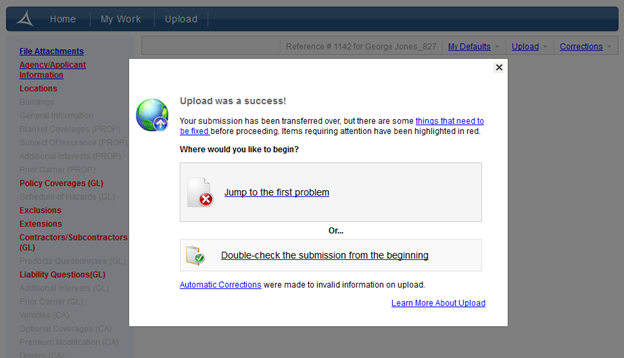 Home
My Work
Upload
Reference # 1142 for George Jones_827
My Defaults
Upload
Corrections
File Attachments
Agency/Applicant
Information
Locations
Buildings
General Information
Blanket Coverages (PROP)
Subject Of Insurance (PROP)
Additional Interests (PROP)
Prior Carrier (PROP)
Policy Coverages (GL)
Schedule of Hazards (GL)
Exclusions
Extensions
Contractors/Subcontractors
(GL)
Products Questionnaire (GL)
Liability Questions(GL)
Additional Interests (GL)
Prior Carrier (GL)
Vehicles (CA)
Optional Coverages (CA)
Premium Modification (CA)
Drivers (CA)
Upload was a success!
Your submission has been transferred over, but there are some things that need to
be fixed before proceeding. Items requiring attention have been highlighted in red.
Where would you like to begin?
Jump to the first problem
Or...
Double-check the submission from the beginning
Automatic Corrections were made to invalid information on upload.
Learn More About Upload